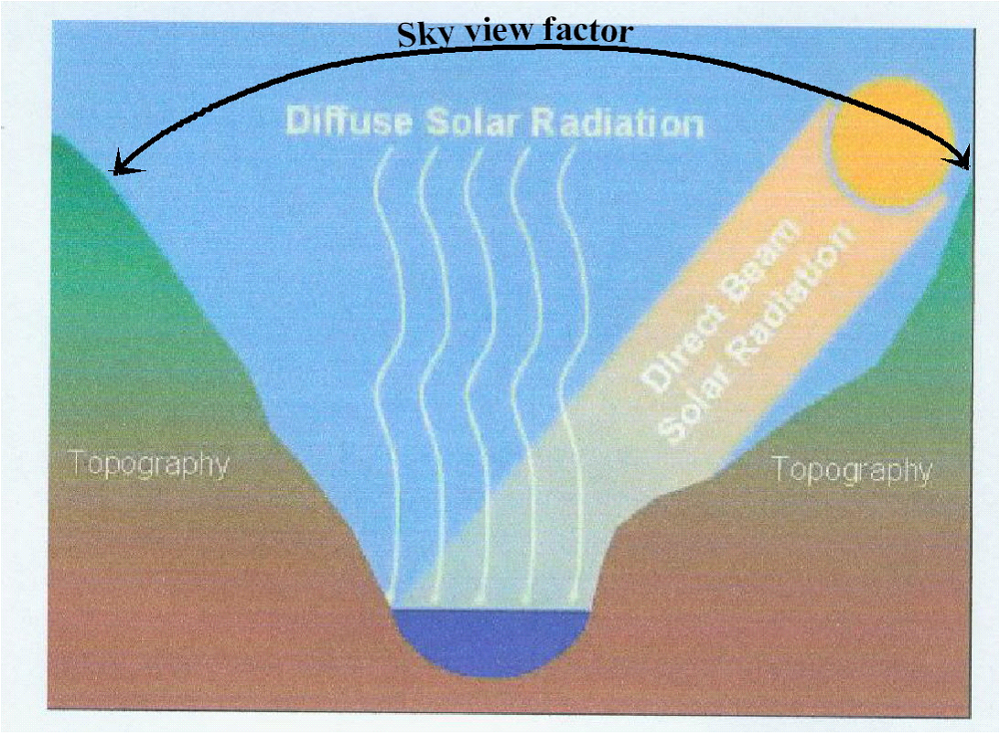 Sky view factor
Diffuse Solar Radiation
Direct Beam
Solar Radiation
Topography
Topography